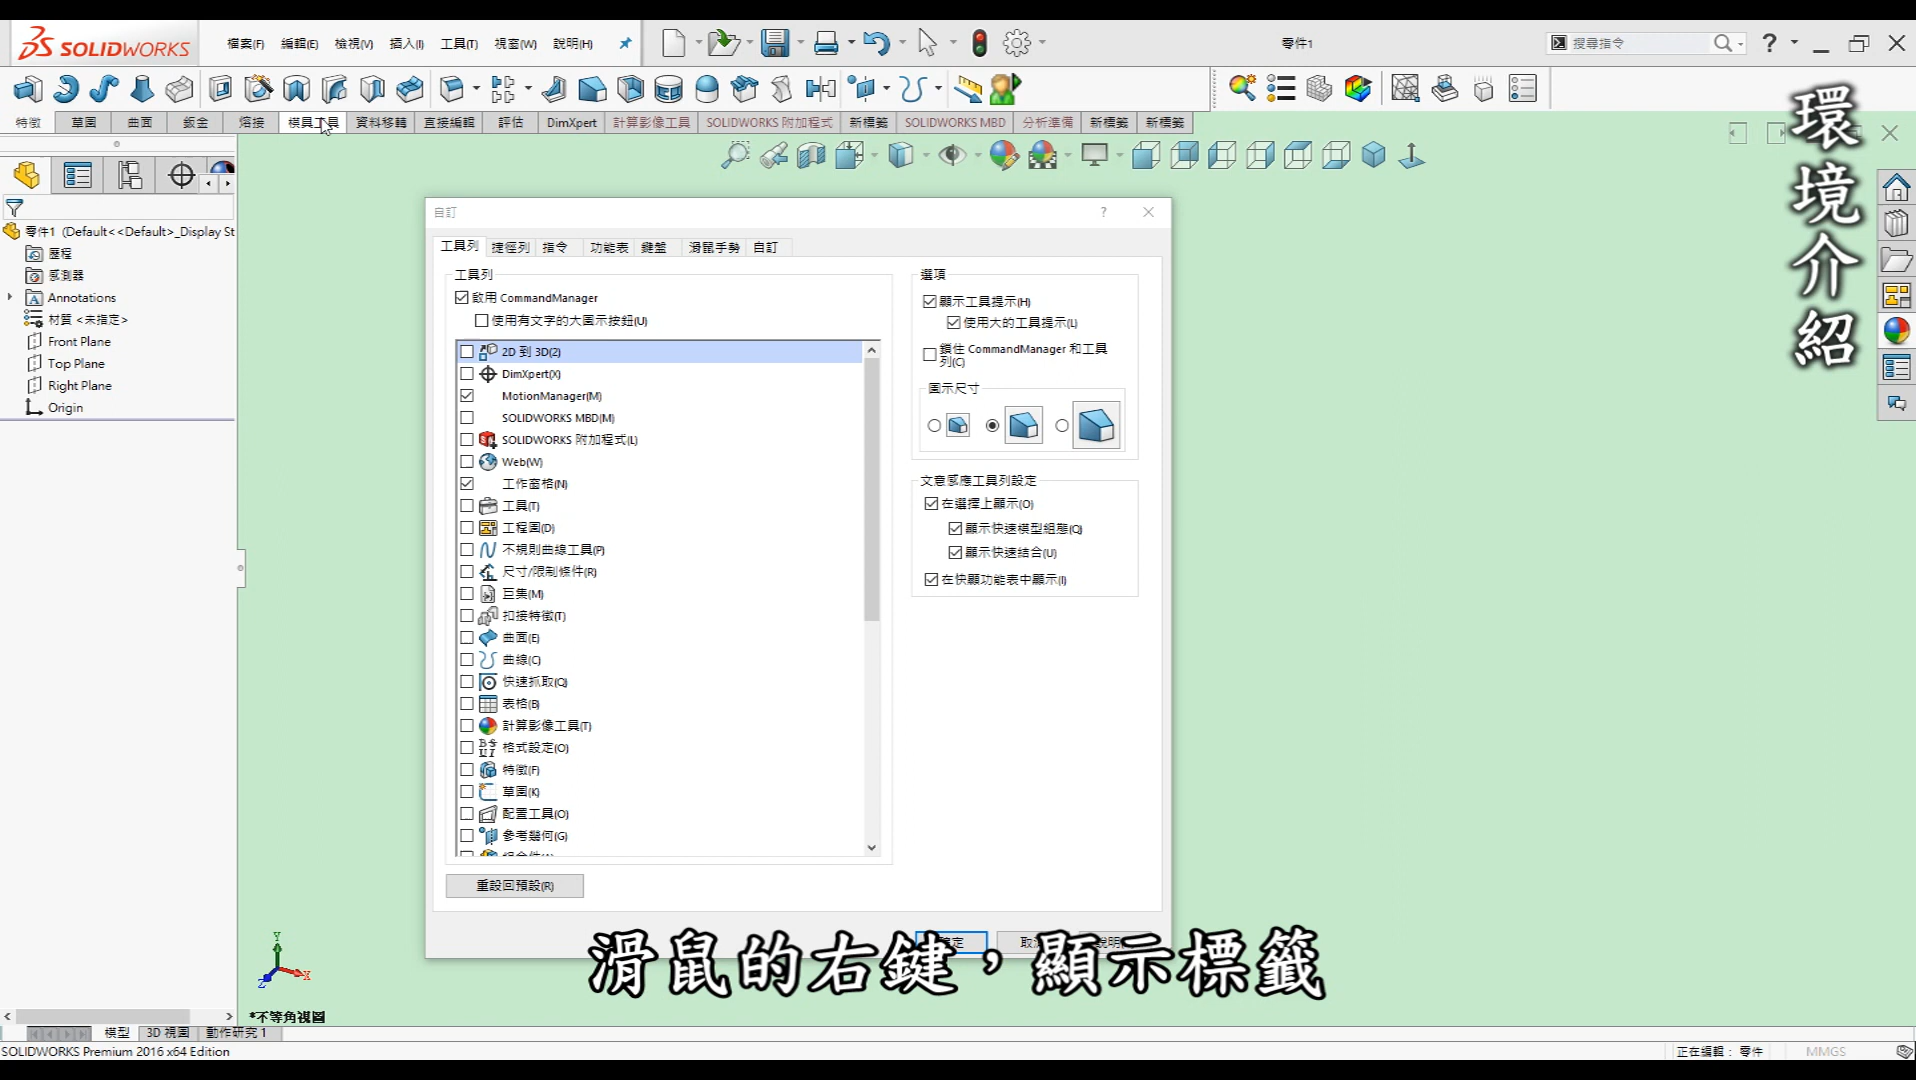 SOLIDWORKS
檔案(F) 編輯(E) 檢視(V) 插入(I) 工具(T) 視窗(W) 說明(H)
零件1
搜尋指令
特徵 草圖 曲面 鈑金 熔接 模具工具 資料移轉 直接編輯 評估 DimXpert 計算影像工具 SOLIDWORKS 附加程式 新標籤 SOLIDWORKS MBD 分析準備 新標籤 新標籤
環境介紹
零件1 (Default<<Default>_Display St
歷程
感測器
Annotations
材質 <未指定>
Front Plane
Top Plane
Right Plane
Origin
自訂
工具列 捷徑列 指令 功能表 鍵盤 滑鼠手勢 自訂
工具列
啟用 CommandManager
使用有文字的大圖示按鈕(U)
2D 到 3D(2)
DimXpert(X)
MotionManager(M)
SOLIDWORKS MBD(M)
SOLIDWORKS 附加程式(L)
Web(W)
工作窗格(N)
工具(T)
工程圖(D)
不規則曲線工具(P)
尺寸/限制條件(R)
巨集(M)
扣接特徵(T)
曲面(E)
曲線(C)
快速抓取(Q)
表格(B)
計算影像工具(T)
格式設定(O)
特徵(F)
草圖(K)
配置工具(O)
參考幾何(G)
重設回預設(R)
選項
顯示工具提示(H)
使用大的工具提示(L)
鎖住 CommandManager 和工具
列(C)
圖示尺寸
文意感應工具列設定
在選擇上顯示(O)
顯示快速模型組態(Q)
顯示快速結合(U)
在快顯功能表中顯示(I)
滑鼠的右鍵，顯示標籤
Y
X
Z
*不等角視圖
模型 3D 視圖 動作研究 1
SOLIDWORKS Premium 2016 x64 Edition
正在編輯：零件
MMGS